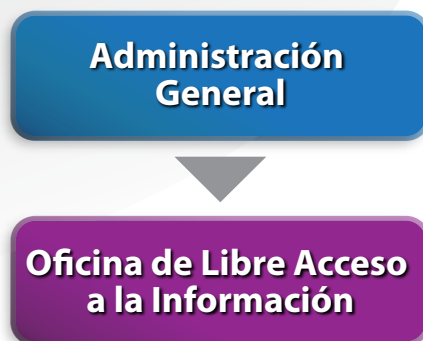 Administración
General
Oficina de Libre Acceso
a la Información